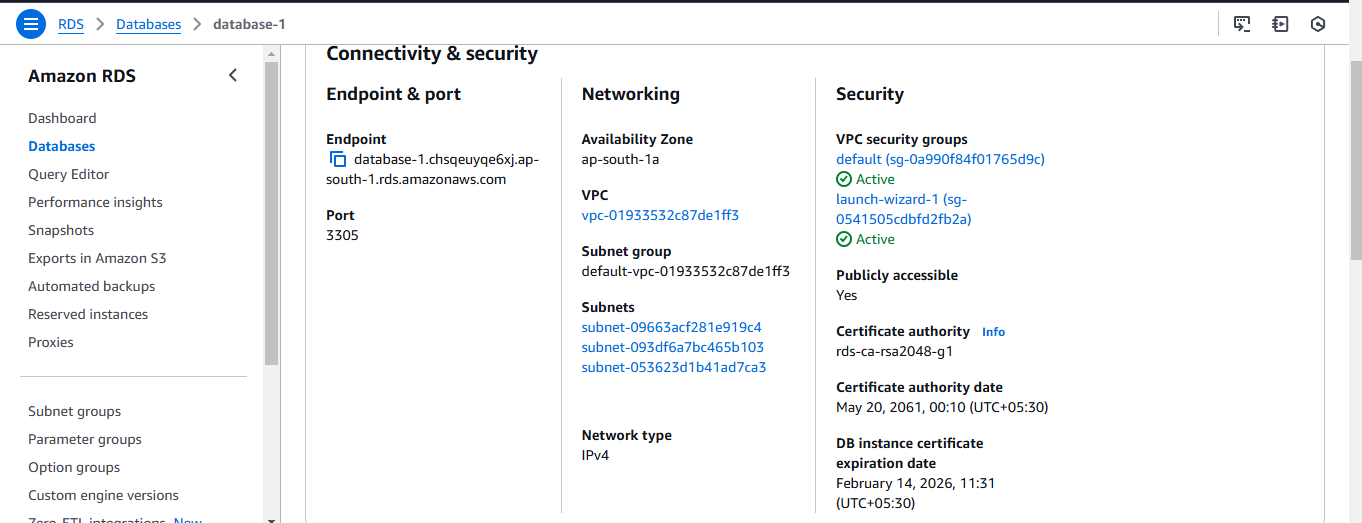 RDS > Databases > database-1
Amazon RDS
Dashboard
Databases
Query Editor
Performance insights
Snapshots
Exports in Amazon S3
Automated backups
Reserved instances
Proxies
Subnet groups
Parameter groups
Option groups
Custom engine versions
Zero-ETL integrations New
Connectivity & security
Endpoint & port
Endpoint
database-1.chsqeuyqe6xj.ap-
south-1.rds.amazonaws.com
Port
3305
Networking
Availability Zone
ap-south-1a
VPC
vpc-01933532c87de1ff3
Subnet group
default-vpc-01933532c87de1ff3
Subnets
subnet-09663acf281e919c4
subnet-093df6a7bc465b103
subnet-053623d1b41ad7ca3
Network type
IPv4
Security
VPC security groups
default (sg-0a990f84f01765d9c)
Active
launch-wizard-1 (sg-
0541505cdbfd2fb2a)
Active
Publicly accessible
Yes
Certificate authority Info
rds-ca-rsa2048-g1
Certificate authority date
May 20, 2061, 00:10 (UTC+05:30)
DB instance certificate
expiration date
February 14, 2026, 11:31
(UTC+05:30)